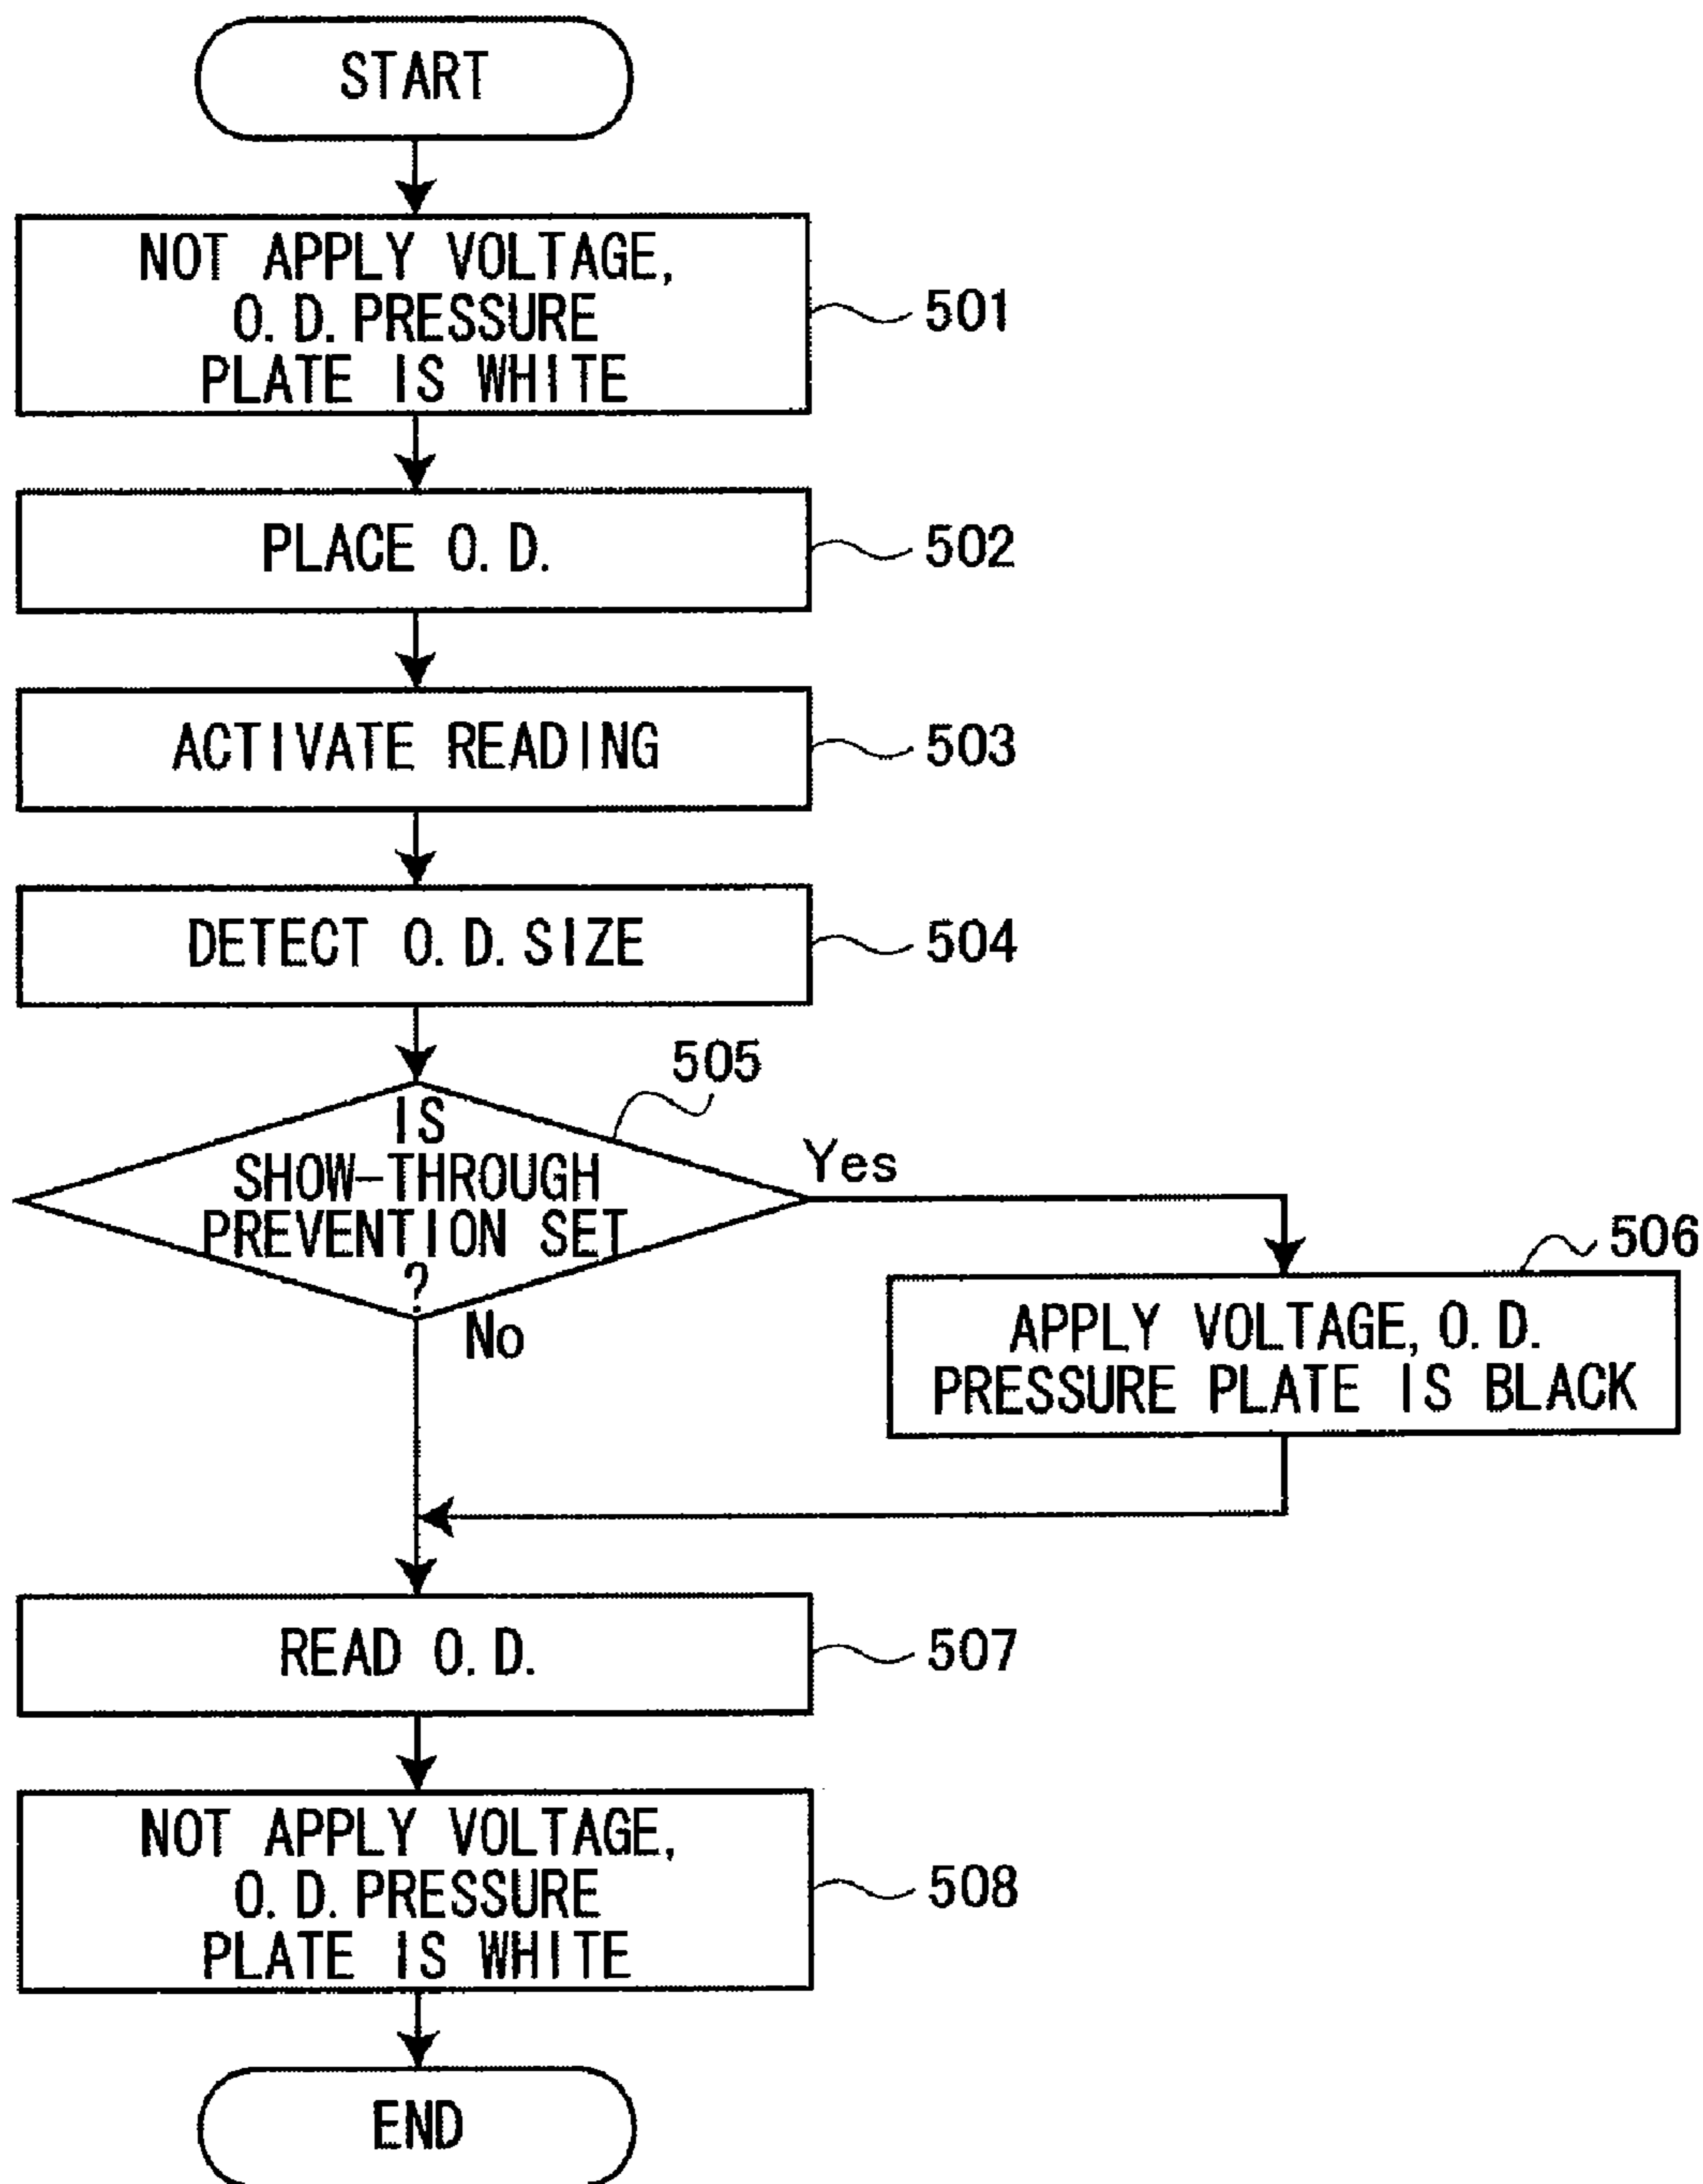 START
NOT APPLY VOLTAGE,
O. D. PRESSURE
PLATE IS WHITE
501
PLACE O. D.
502
ACTIVATE READING
503
DETECT O. D. SIZE
504
505
IS
SHOW-THROUGH
PREVENTION SET
?
Yes
No
506
APPLY VOLTAGE, O. D.
PRESSURE PLATE IS BLACK
READ O. D.
507
NOT APPLY VOLTAGE,
O. D. PRESSURE
PLATE IS WHITE
508
END